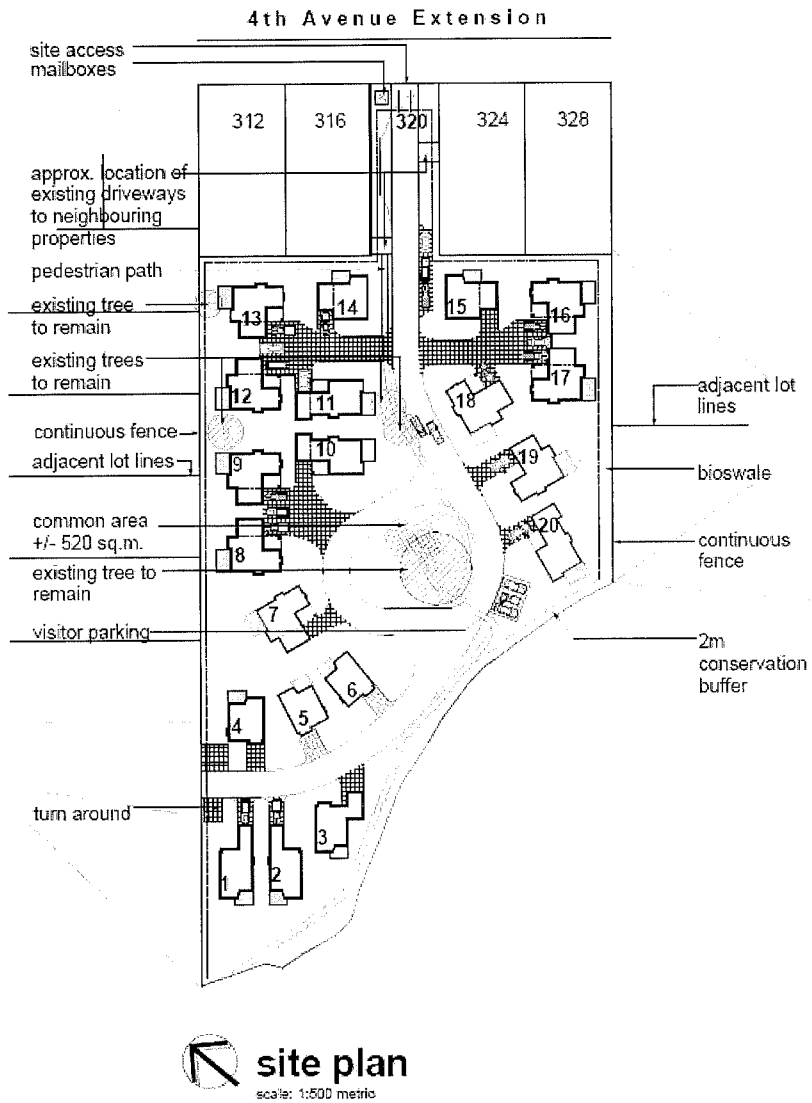 4th Avenue Extension
site access
mailboxes
312
316
320
324
328
approx. location of
existing driveways
to neighbouring
properties
pedestrian path
existing tree
to remain
existing trees
to remain
continuous fence
adjacent lot lines
common area
+/- 520 sq.m.
existing tree to
remain
visitor parking
turn around
adjacent lot
lines
bioswale
continuous
fence
2m
conservation
buffer
13
14
15
16
12
11
18
17
9
10
19
8
20
7
6
5
4
3
1
2
site plan
scale: 1:500 metric